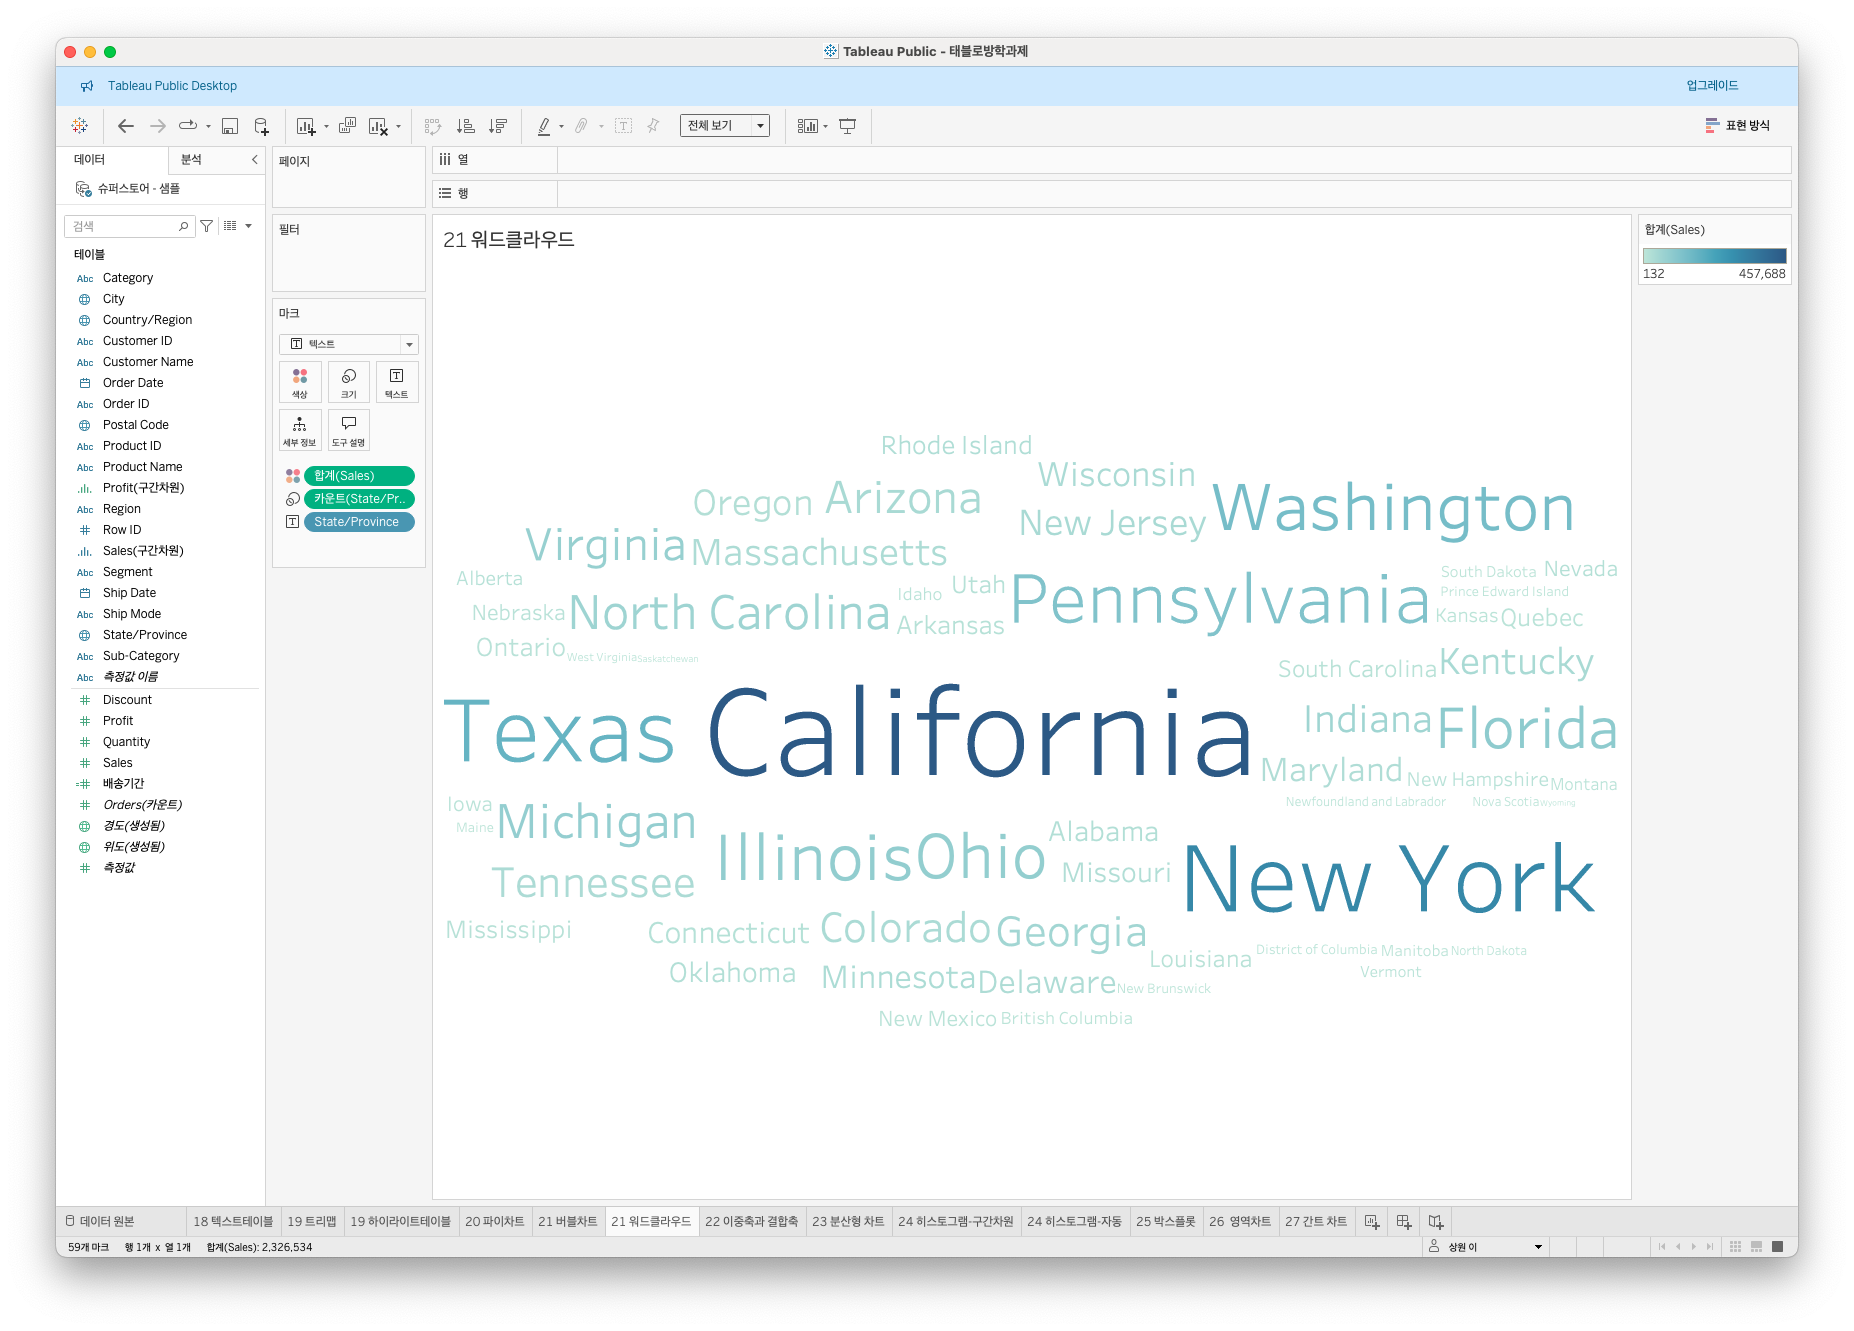 Tableau Public - 태블로방학과제
Tableau Public Desktop
업그레이드
전체 보기
표현 방식
데이터
분석
슈퍼스토어 - 샘플
검색
테이블
Abc Category
City
Country/Region
Abc Customer ID
Abc Customer Name
Order Date
Abc Order ID
Postal Code
Abc Product ID
Abc Product Name
Profit(구간차원)
Abc Region
Row ID
Sales(구간차원)
Abc Segment
Ship Date
Abc Ship Mode
State/Province
Abc Sub-Category
Abc 측정값 이름
Discount
Profit
Quantity
Sales
배송기간
Orders(카운트)
경도(생성됨)
위도(생성됨)
측정값
페이지
필터
마크
텍스트
색상
크기
텍스트
세부 정보
도구 설명
합계(Sales)
카운트(State/Pr..
State/Province
열
행
21 워드클라우드
Rhode Island
Wisconsin
Oregon
Arizona
Washington
New Jersey
Virginia
Massachusetts
Alberta
Idaho
Utah
Pennsylvania
South Dakota
Nevada
Prince Edward Island
Nebraska
North Carolina
Arkansas
Kansas
Quebec
Ontario
West Virginia
Saskatchewan
South Carolina
Kentucky
Texas
California
Indiana
Florida
Maryland
New Hampshire
Montana
Iowa
Newfoundland and Labrador
Nova Scotia
Wyoming
Maine
Michigan
Illinois
Ohio
Alabama
Missouri
New York
Tennessee
Mississippi
Connecticut
Colorado
Georgia
Louisiana
District of Columbia
Manitoba
North Dakota
Vermont
Oklahoma
Minnesota
Delaware
New Brunswick
New Mexico
British Columbia
합계(Sales)
132 457,688
데이터 원본
18 텍스트테이블
19 트리맵
19 하이라이트테이블
20 파이차트
21 버블차트
21 워드클라우드
22 이중축과 결합축
23 분산형 차트
24 히스토그램-구간차원
24 히스토그램-자동
25 박스플롯
26 영역차트
27 간트 차트
59개 마크 행 1개 x 열 1개 합계(Sales): 2,326,534
상원 이